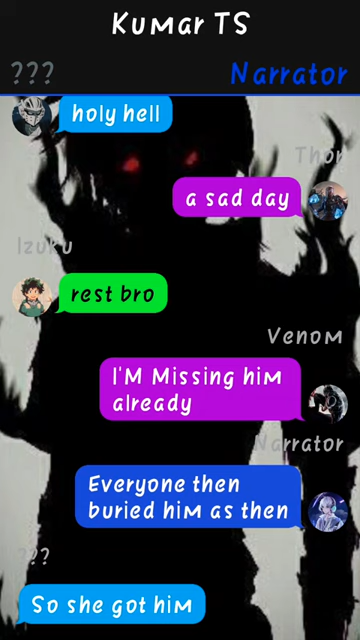 Kumar TS
??? Narrator
holy hell
Thor
a sad day
Izuku
rest bro
Venom
I'M Missing him
already
Narrator
Everyone then
buried him as then
???
So she got him